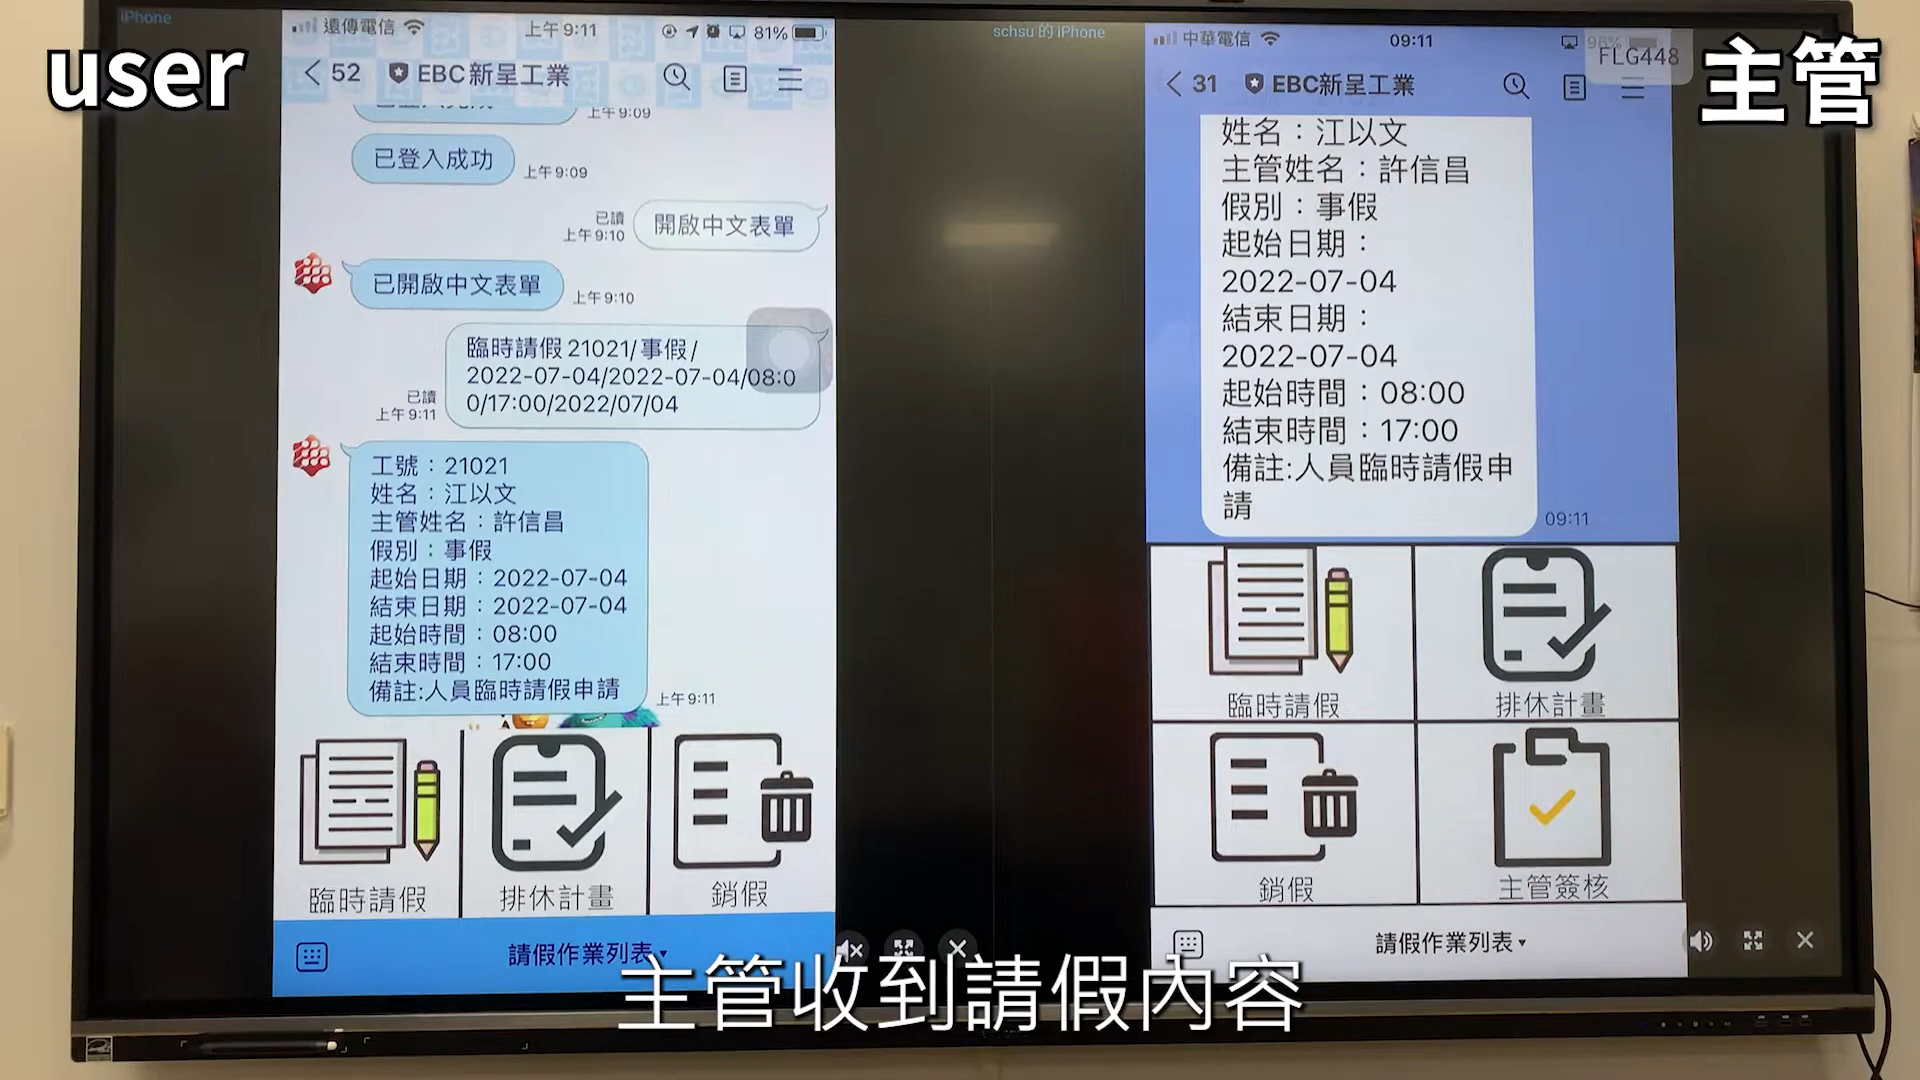 iPhone
user
遠傳電信
上午9:11
81%
52
EBC新呈工業
上午9:09
已登入成功
上午9:09
已讀
上午9:10
開啟中文表單
已開啟中文表單
上午9:10
臨時請假 21021/事假/
2022-07-04/2022-07-04/08:0
0/17:00/2022/07/04
已讀
上午9:11
工號：21021
姓名：江以文
主管姓名：許信昌
假別：事假
起始日期：2022-07-04
結束日期：2022-07-04
起始時間：08:00
結束時間：17:00
備註:人員臨時請假申請
上午9:11
臨時請假
排休計畫
銷假
請假作業列表
schsu 的 iPhone
中華電信
09:11
FLG448
主管
31
EBC新呈工業
姓名：江以文
主管姓名：許信昌
假別：事假
起始日期：
2022-07-04
結束日期：
2022-07-04
起始時間：08:00
結束時間：17:00
備註:人員臨時請假申
請
09:11
臨時請假
排休計畫
銷假
主管簽核
請假作業列表
主管收到請假內容